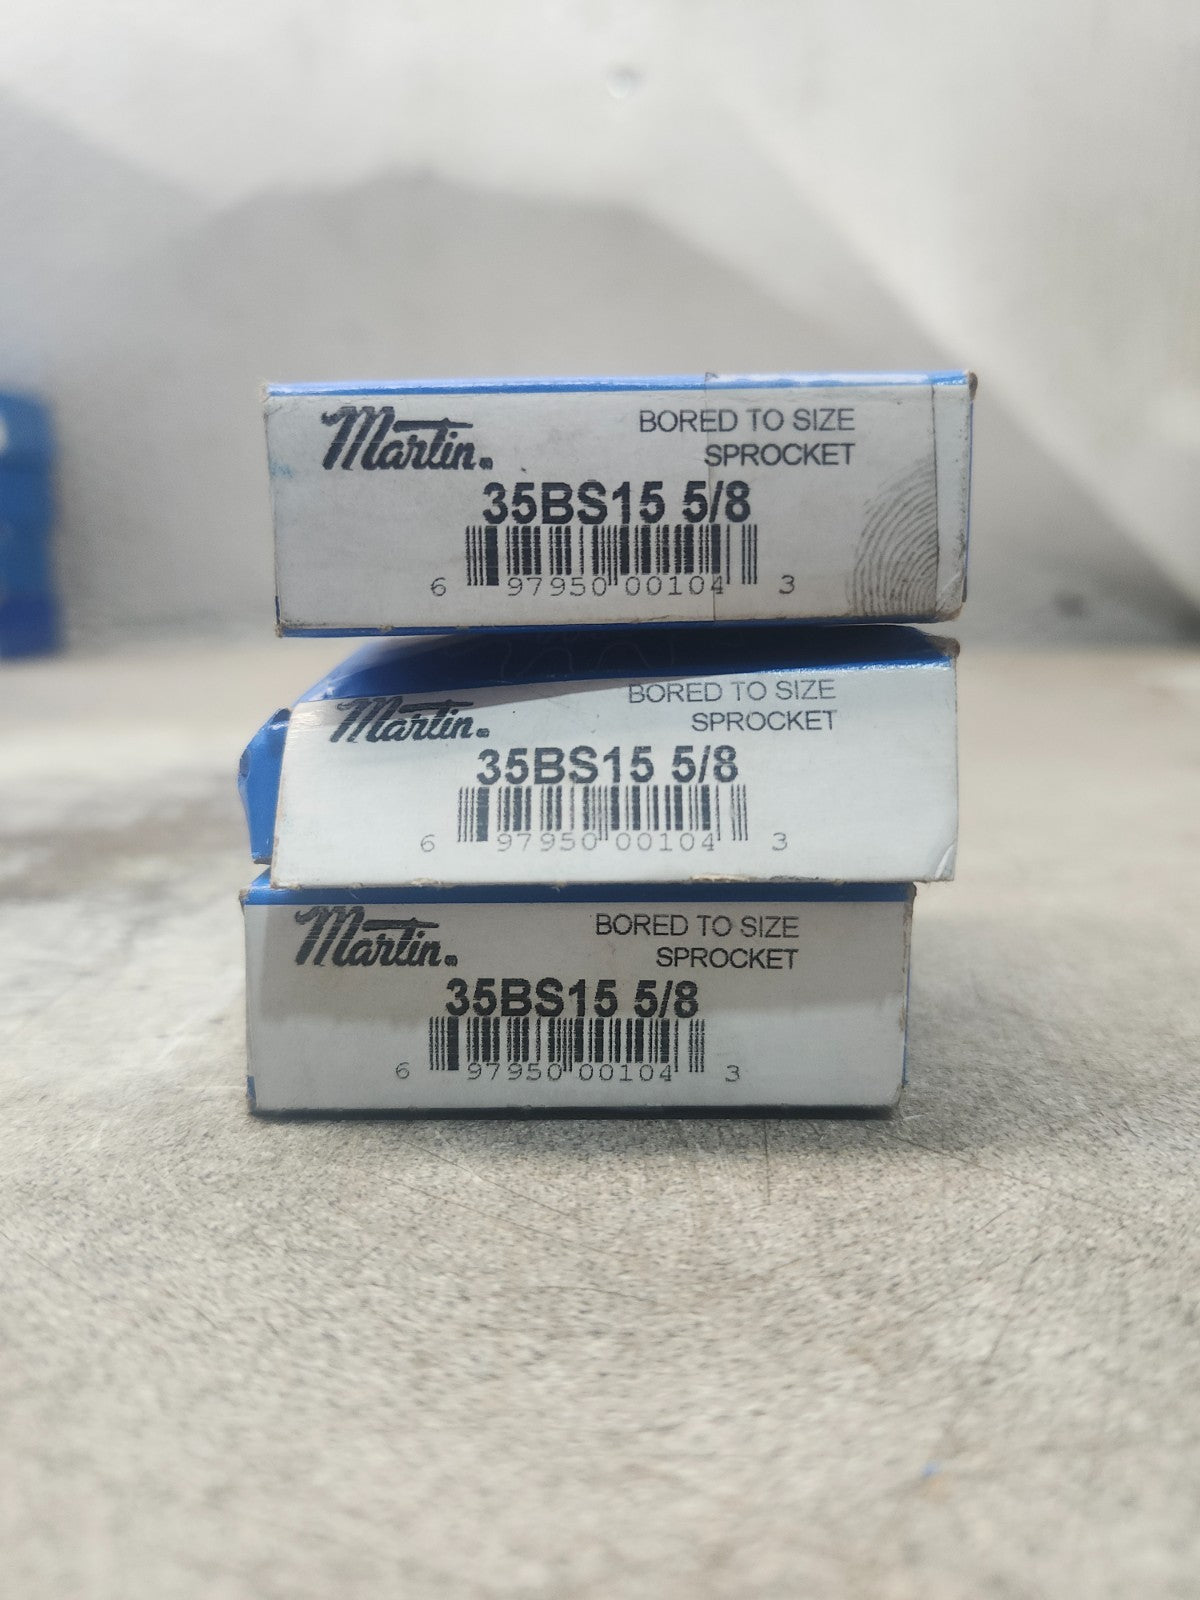 Martin
BORED TO SIZE
SPROCKET
35BS15 5/8
6 97950 00104 3
Martin
BORED TO SIZE
SPROCKET
35BS15 5/8
6 97950 00104 3
Martin
BORED TO SIZE
SPROCKET
35BS15 5/8
6 97950 00104 3